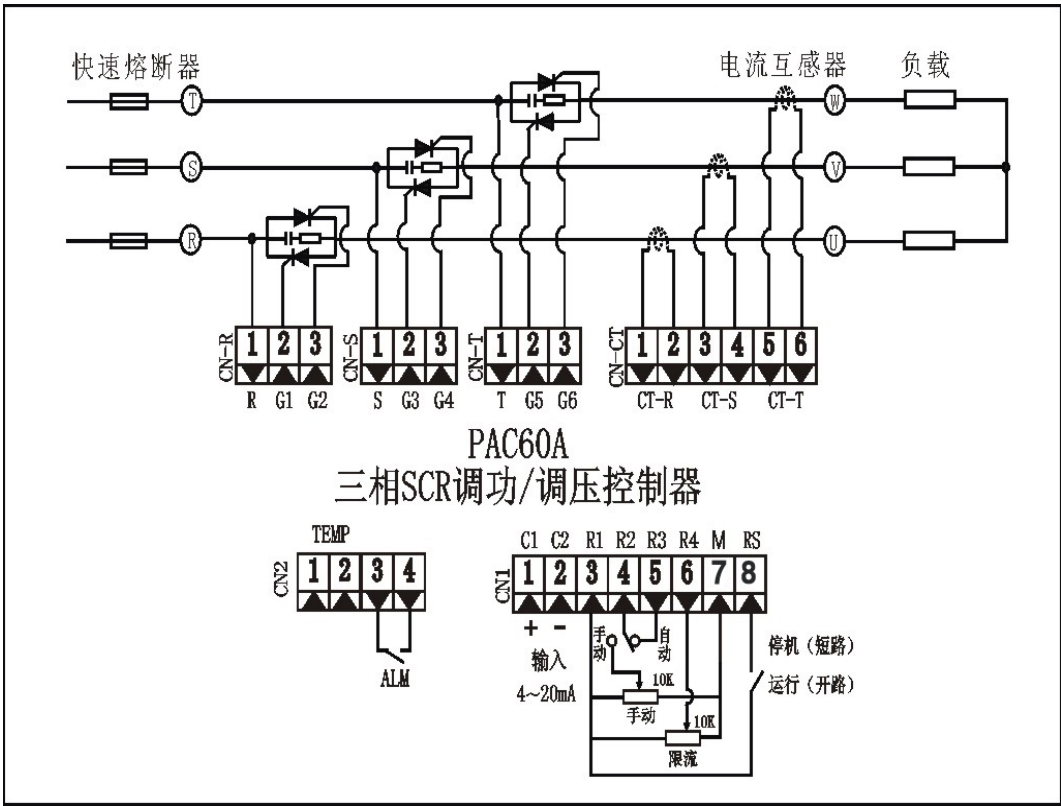 快速熔断器 电流互感器 负载
T W
S V
R U
CN-R 1 2 3 CN-S 1 2 3 CN-T 1 2 3 CN-CT 1 2 3 4 5 6
R G1 G2 S G3 G4 T G5 G6 CT-R CT-S CT-T
PAC60A
三相SCR调功/调压控制器
TEMP
CN2 1 2 3 4
ALM
C1 C2 R1 R2 R3 R4 M RS
CN1 1 2 3 4 5 6 7 8
+ -
输入
4~20mA
手动
自动
10K
手动
10K
限流
停机(短路)
运行(开路)